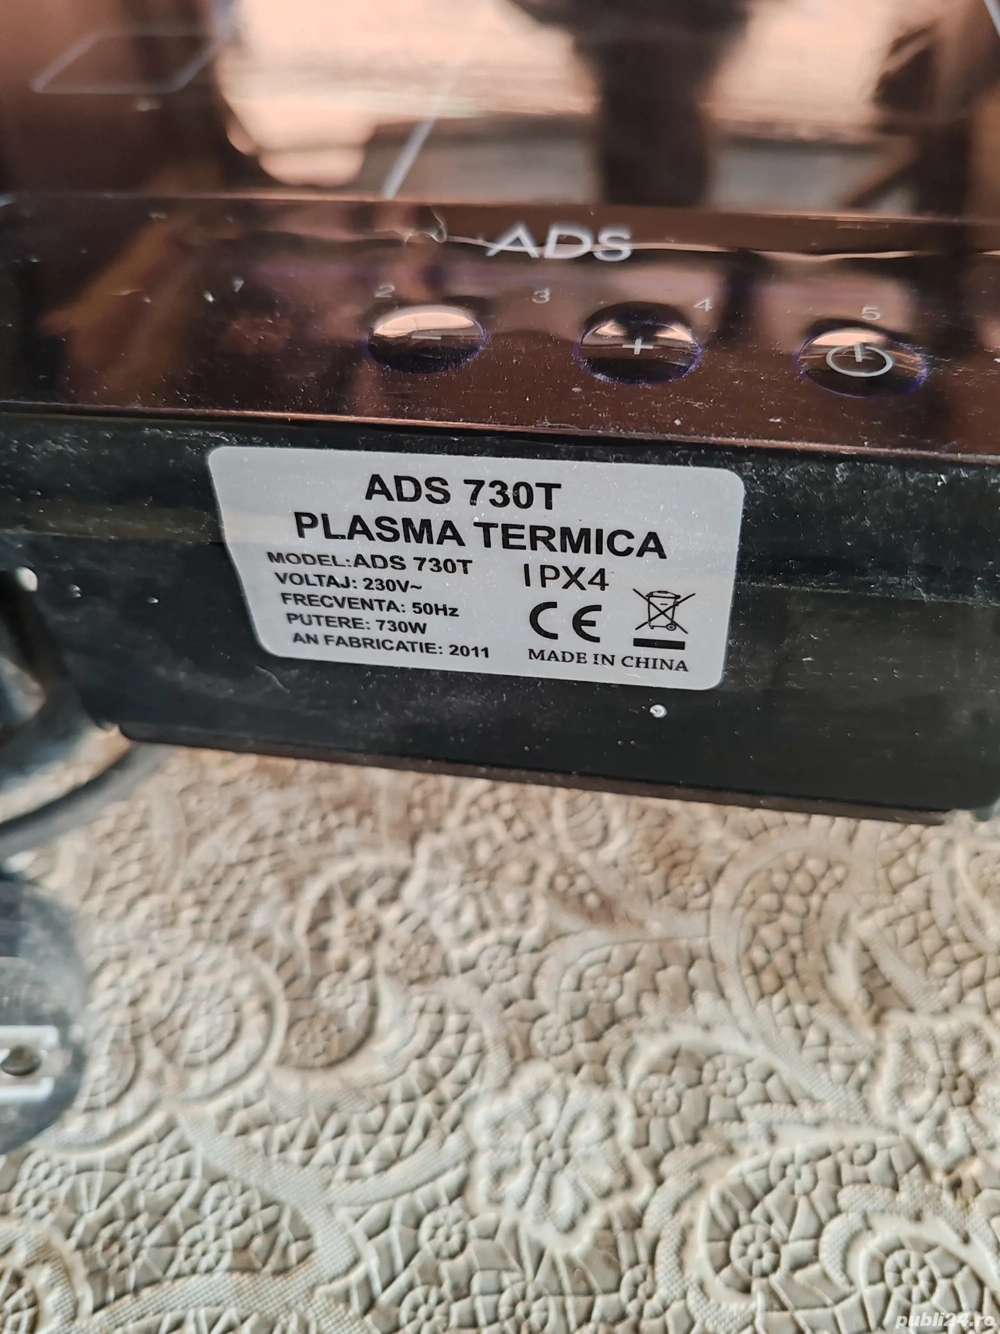 ADS
1 2 3 4 5
- +
ADS 730T
PLASMA TERMICA
MODEL:ADS 730T
VOLTAJ: 230V~
FRECVENTA: 50Hz
PUTERE: 730W
AN FABRICATIE: 2011
IPX4
CE
MADE IN CHINA
publi24.ro